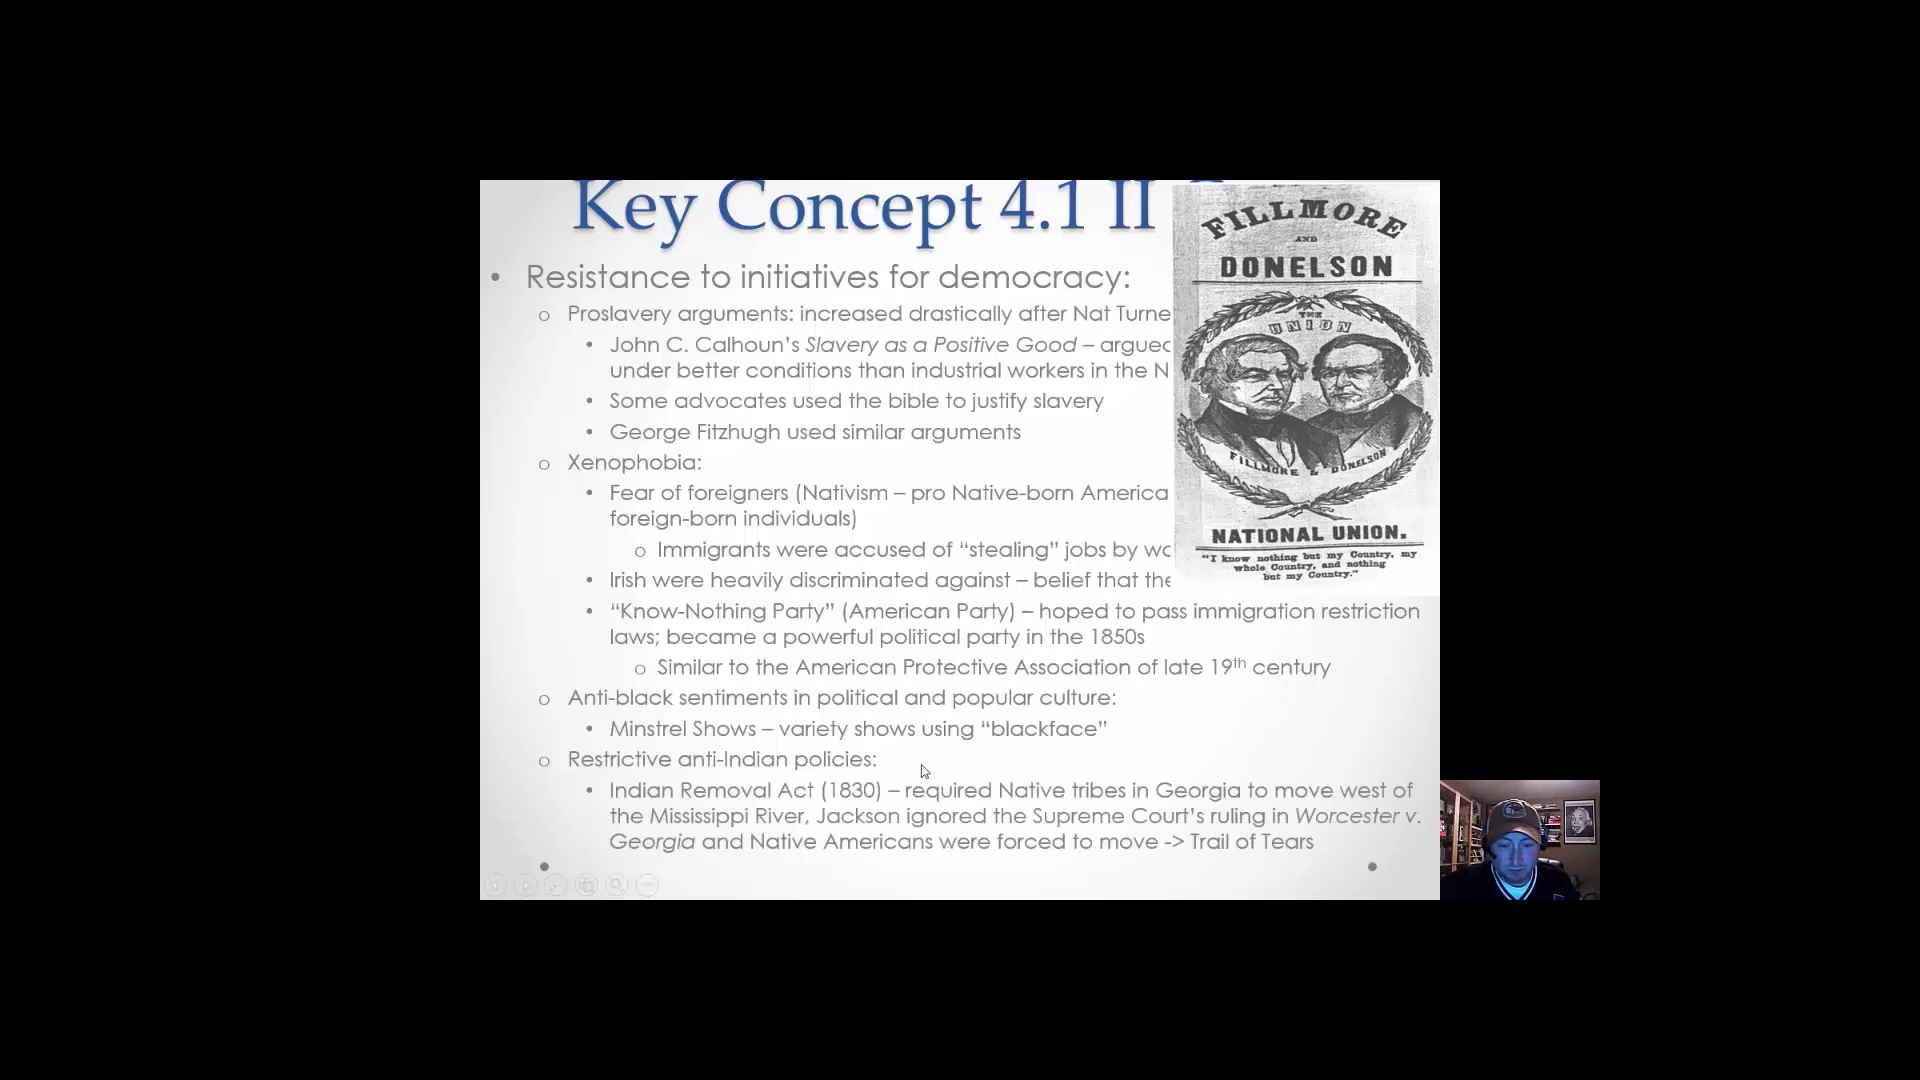 Key Concept 4.1 II
Resistance to initiatives for democracy:
Proslavery arguments: increased drastically after Nat Turne
John C. Calhoun’s Slavery as a Positive Good – argued
under better conditions than industrial workers in the N
Some advocates used the bible to justify slavery
George Fitzhugh used similar arguments
Xenophobia:
Fear of foreigners (Nativism – pro Native-born America
foreign-born individuals)
Immigrants were accused of “stealing” jobs by wo
Irish were heavily discriminated against – belief that the
“Know-Nothing Party” (American Party) – hoped to pass immigration restriction
laws; became a powerful political party in the 1850s
Similar to the American Protective Association of late 19th century
Anti-black sentiments in political and popular culture:
Minstrel Shows – variety shows using “blackface”
Restrictive anti-Indian policies:
Indian Removal Act (1830) – required Native tribes in Georgia to move west of
the Mississippi River, Jackson ignored the Supreme Court’s ruling in Worcester v.
Georgia and Native Americans were forced to move -> Trail of Tears
FILLMORE
AND
DONELSON
THE
UNION
FILLMORE & DONELSON
NATIONAL UNION.
“I know nothing but my Country, my
whole Country, and nothing
but my Country.”